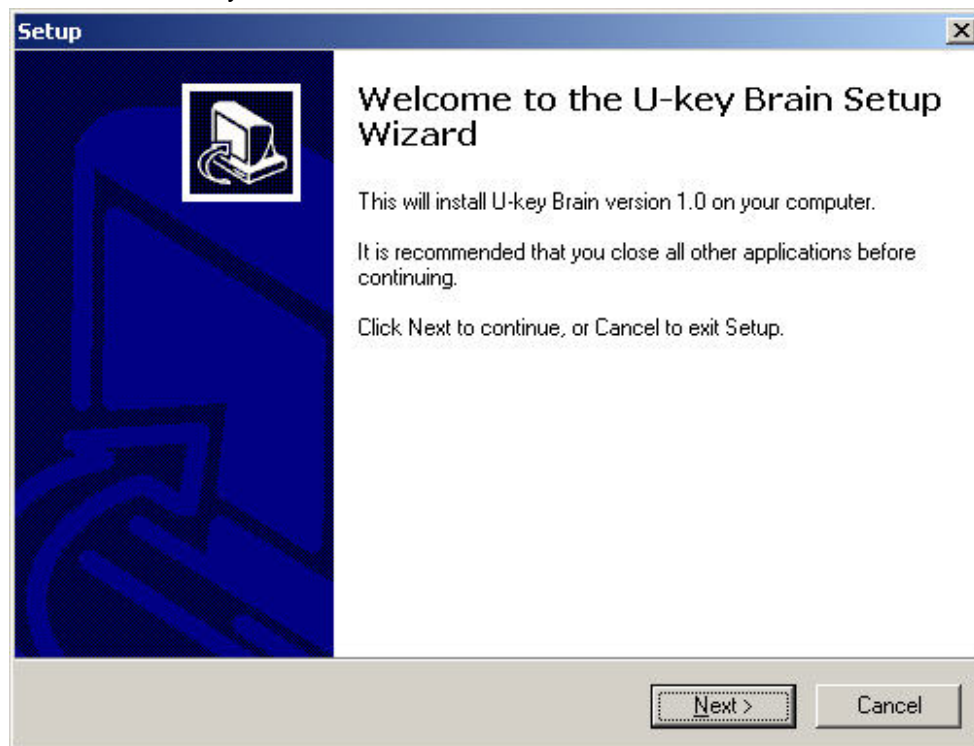 Setup
Welcome to the U-key Brain Setup
Wizard
This will install U-key Brain version 1.0 on your computer.
It is recommended that you close all other applications before
continuing.
Click Next to continue, or Cancel to exit Setup.
Next >
Cancel